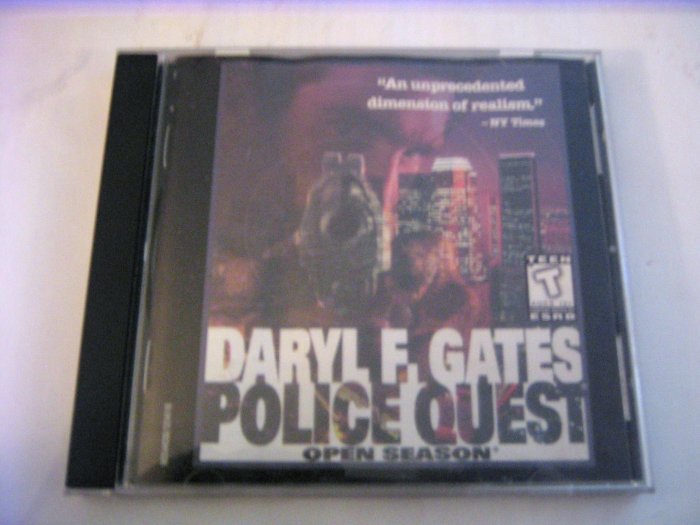 "An unprecedented
dimension of realism."
—NY Times
TEEN
T
ESRB
DARYL F. GATES
POLICE QUEST
OPEN SEASON